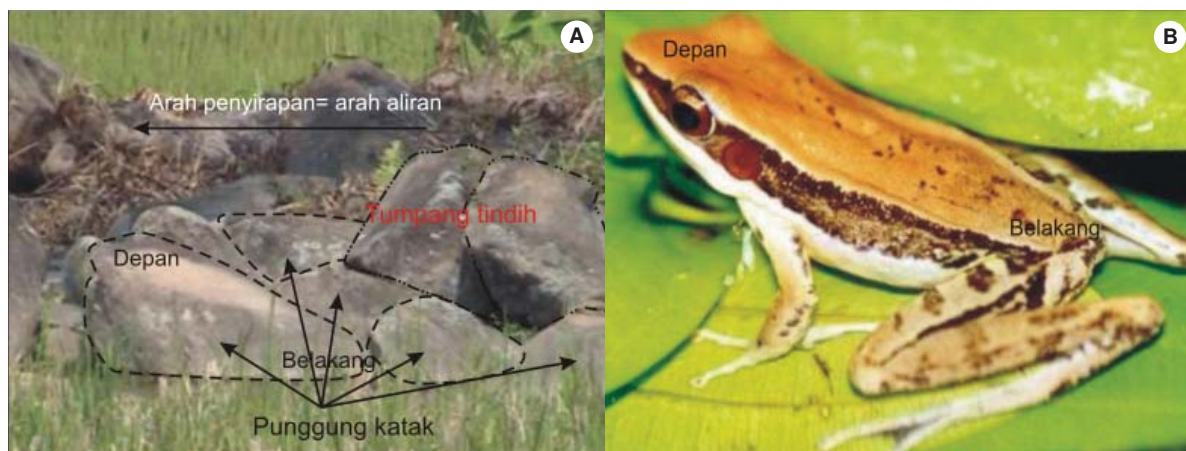 A
Arah penyirapan= arah aliran
Tumpang tindih
Depan
Belakang
Punggung katak
B
Depan
Belakang